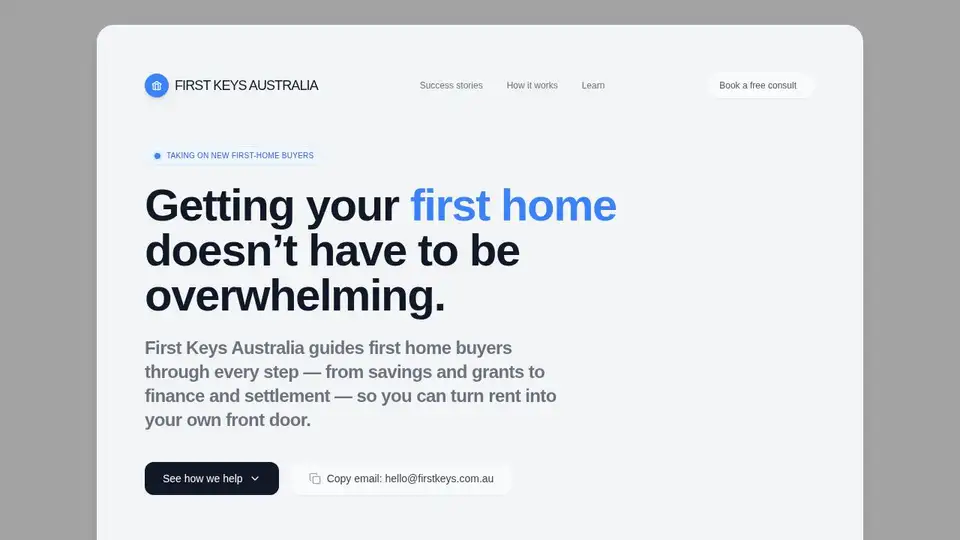 FIRST KEYS AUSTRALIA
Success stories
How it works
Learn
Book a free consult
TAKING ON NEW FIRST-HOME BUYERS
Getting your first home
doesn’t have to be
overwhelming.
First Keys Australia guides first home buyers
through every step — from savings and grants to
finance and settlement — so you can turn rent into
your own front door.
See how we help
Copy email: hello@firstkeys.com.au